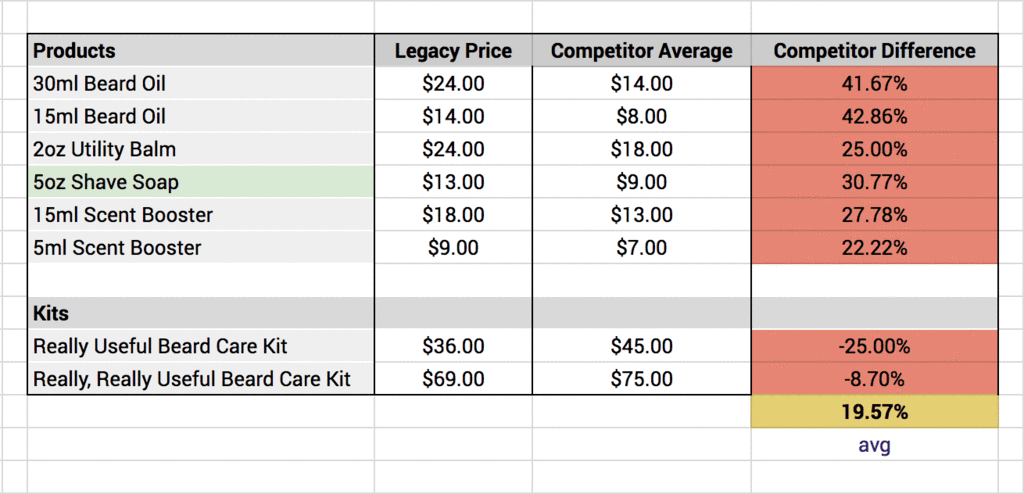 Products Legacy Price Competitor Average Competitor Difference
30ml Beard Oil $24.00 $14.00 41.67%
15ml Beard Oil $14.00 $8.00 42.86%
2oz Utility Balm $24.00 $18.00 25.00%
5oz Shave Soap $13.00 $9.00 30.77%
15ml Scent Booster $18.00 $13.00 27.78%
5ml Scent Booster $9.00 $7.00 22.22%
Kits
Really Useful Beard Care Kit $36.00 $45.00 -25.00%
Really, Really Useful Beard Care Kit $69.00 $75.00 -8.70%
19.57%
avg